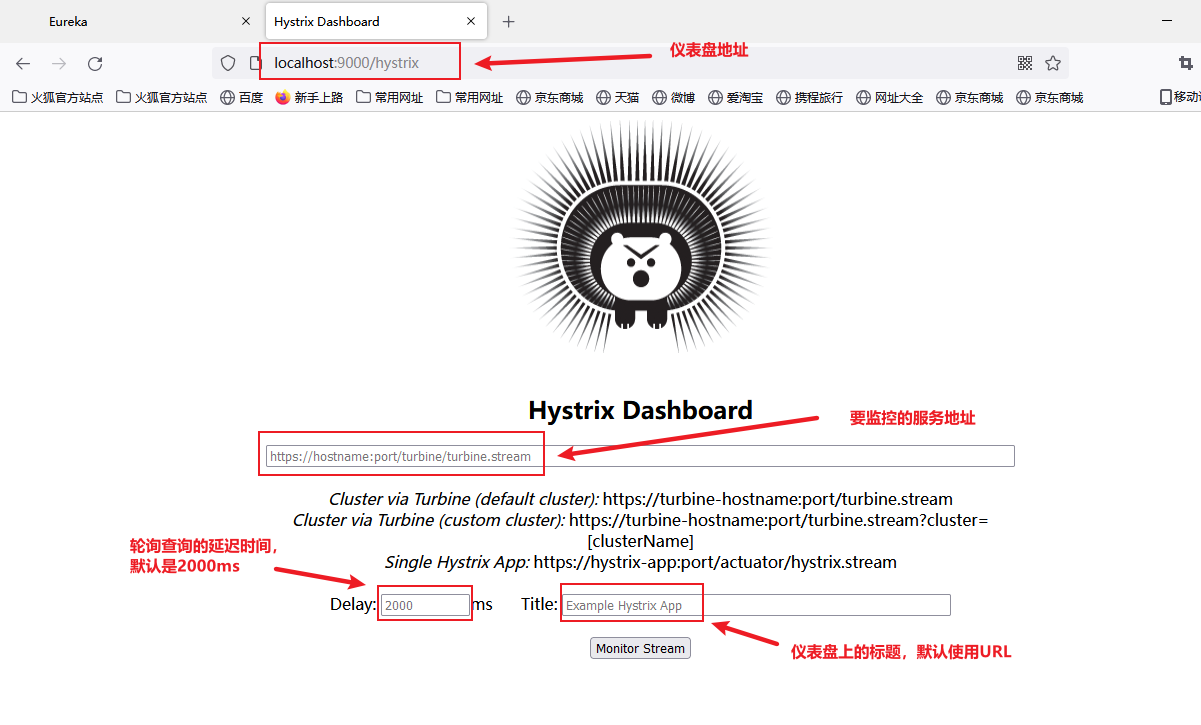 Eureka
Hystrix Dashboard
localhost:9000/hystrix
仪表盘地址
火狐官方站点 火狐官方站点 百度 新手上路 常用网址 常用网址 京东商城 天猫 微博 爱淘宝 携程旅行 网址大全 京东商城 京东商城 移动
Hystrix Dashboard
要监控的服务地址
https://hostname:port/turbine/turbine.stream
Cluster via Turbine (default cluster): https://turbine-hostname:port/turbine.stream
Cluster via Turbine (custom cluster): https://turbine-hostname:port/turbine.stream?cluster=
[clusterName]
Single Hystrix App: https://hystrix-app:port/actuator/hystrix.stream
轮询查询的延迟时间，
默认是2000ms
Delay: 2000 ms Title: Example Hystrix App
Monitor Stream
仪表盘上的标题，默认使用URL